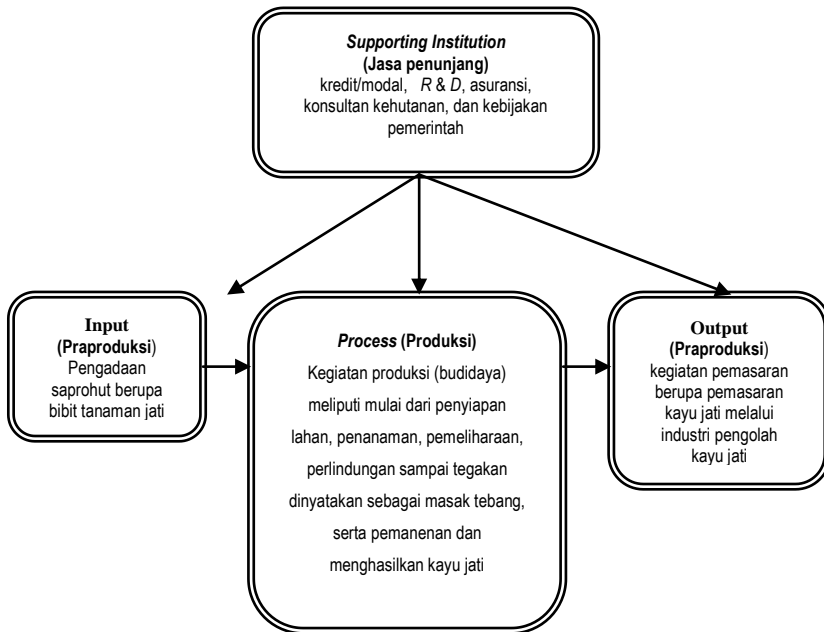 Supporting Institution
(Jasa penunjang)
kredit/modal, R & D, asuransi,
konsultan kehutanan, dan kebijakan
pemerintah
Input
(Praproduksi)
Pengadaan
saprohut berupa
bibit tanaman jati
Process (Produksi)
Kegiatan produksi (budidaya)
meliputi mulai dari penyiapan
lahan, penanaman, pemeliharaan,
perlindungan sampai tegakan
dinyatakan sebagai masak tebang,
serta pemanenan dan
menghasilkan kayu jati
Output
(Praproduksi)
kegiatan pemasaran
berupa pemasaran
kayu jati melalui
industri pengolah
kayu jati